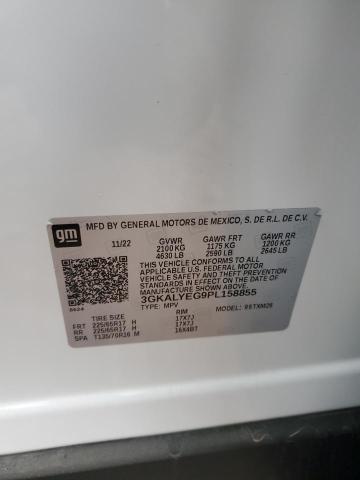 gm
MFD BY GENERAL MOTORS DE MEXICO, S. DE R.L. DE C.V.
11/22 GVWR GAWR FRT GAWR RR
2100 KG 1175 KG 1200 KG
4630 LB 2590 LB 2645 LB
THIS VEHICLE CONFORMS TO ALL APPLICABLE U.S. FEDERAL MOTOR
VEHICLE SAFETY AND THEFT PREVENTION
STANDARDS IN EFFECT ON THE DATE OF
MANUFACTURE SHOWN ABOVE.
3GKALYEG9PL158855
TYPE: MPV MODEL:
TIRE SIZE RIM
FRT 225/65R17 H 17X7J
RR 225/65R17 H 17X7J
SPA T135/70R16 M 16X4BT